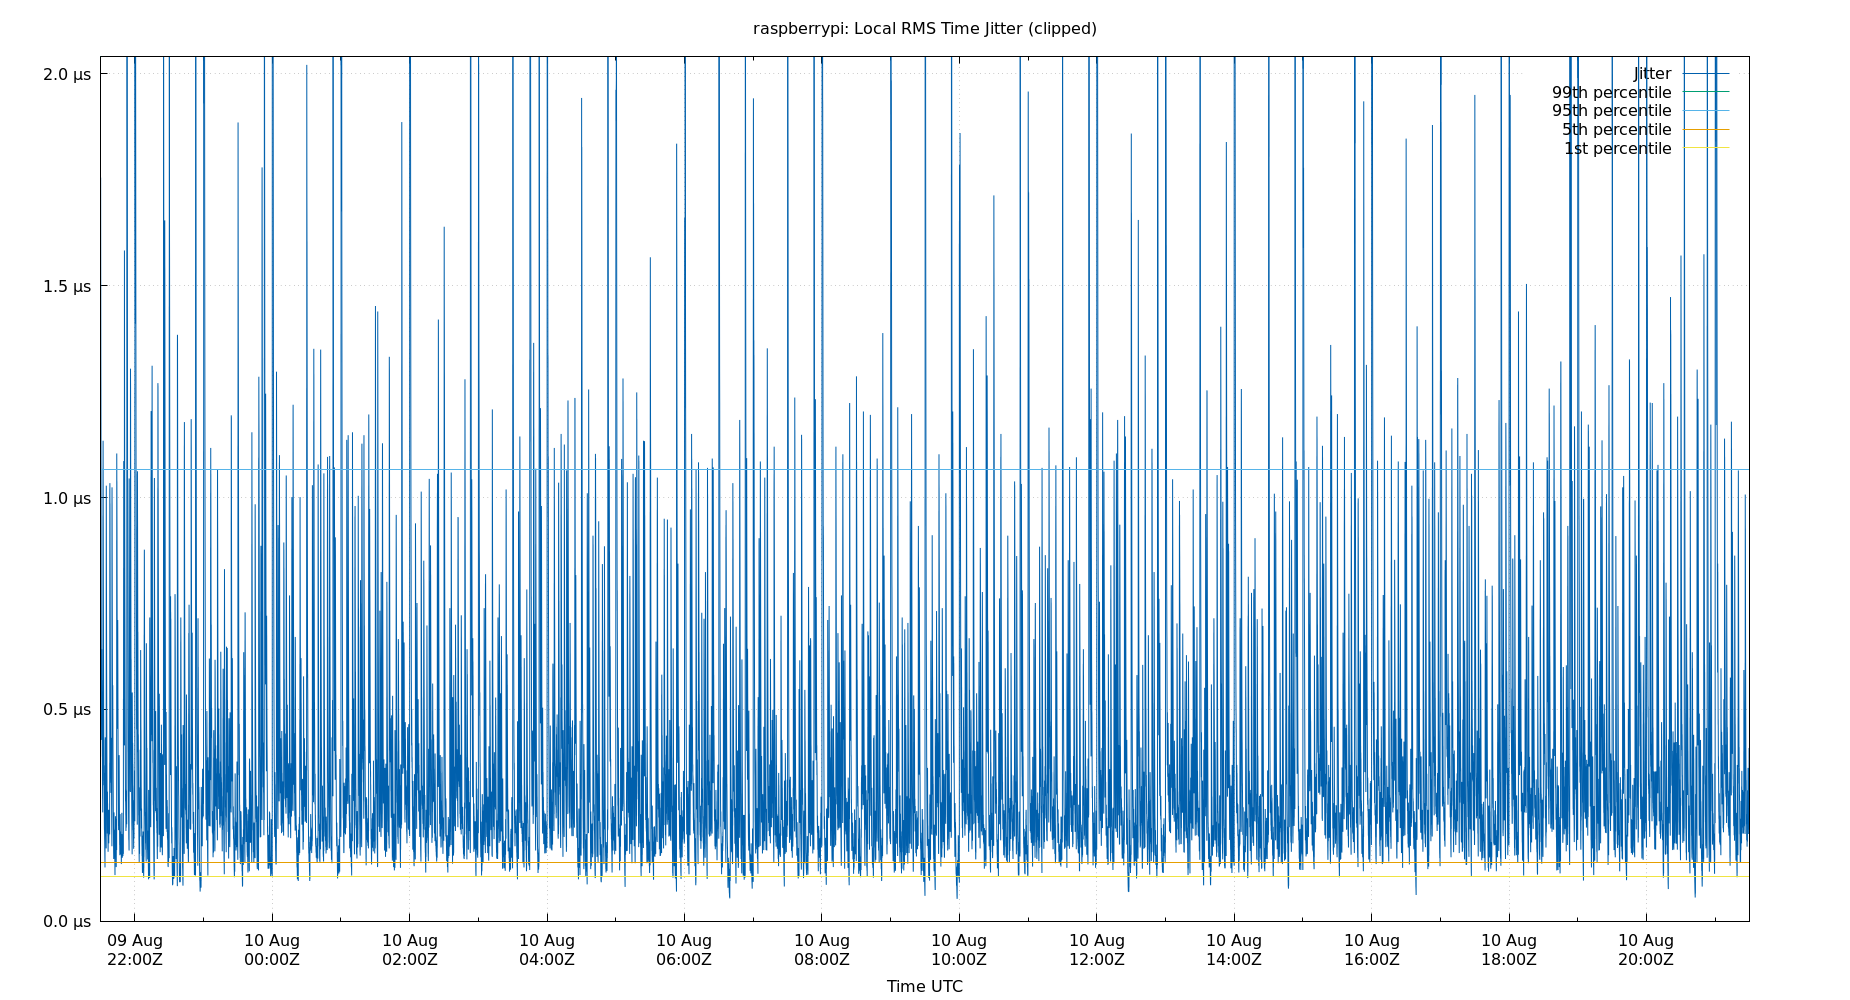 raspberrypi: Local RMS Time Jitter (clipped)
2.0 µs
1.5 µs
1.0 µs
0.5 µs
0.0 µs
Jitter
99th percentile
95th percentile
5th percentile
1st percentile
09 Aug 10 Aug 10 Aug 10 Aug 10 Aug 10 Aug 10 Aug 10 Aug 10 Aug 10 Aug 10 Aug 10 Aug
22:00Z 00:00Z 02:00Z 04:00Z 06:00Z 08:00Z 10:00Z 12:00Z 14:00Z 16:00Z 18:00Z 20:00Z
Time UTC